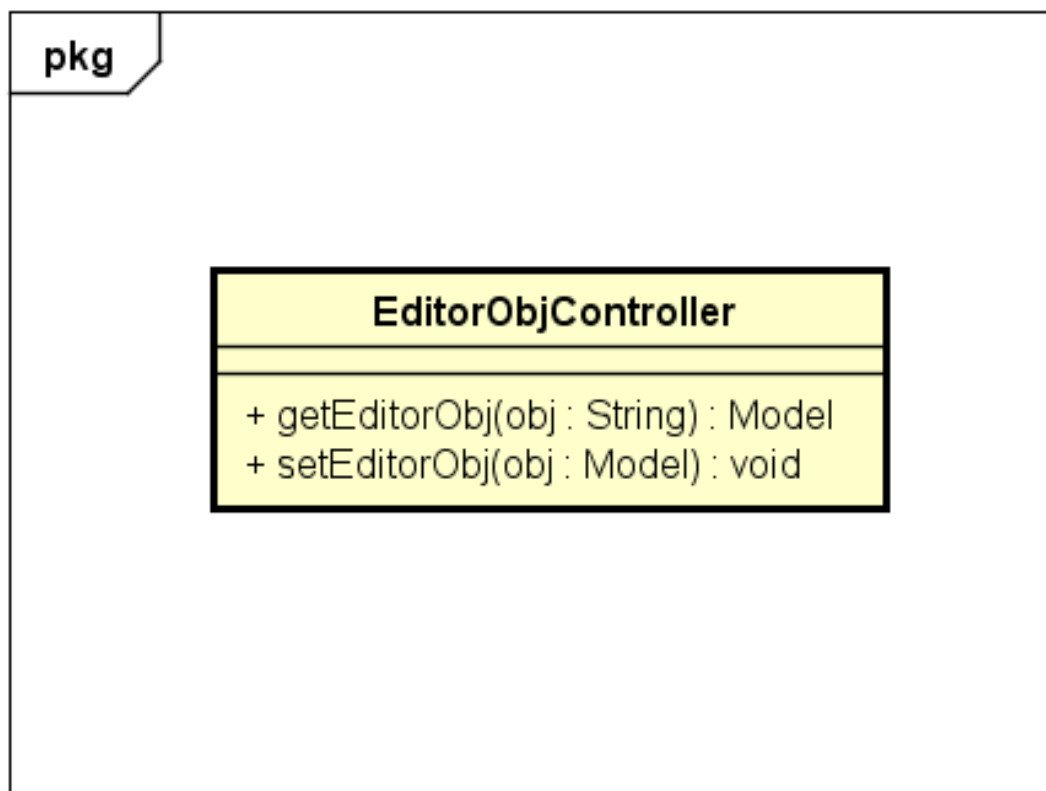 pkg
EditorObjController
+ getEditorObj(obj : String) : Model
+ setEditorObj(obj : Model) : void